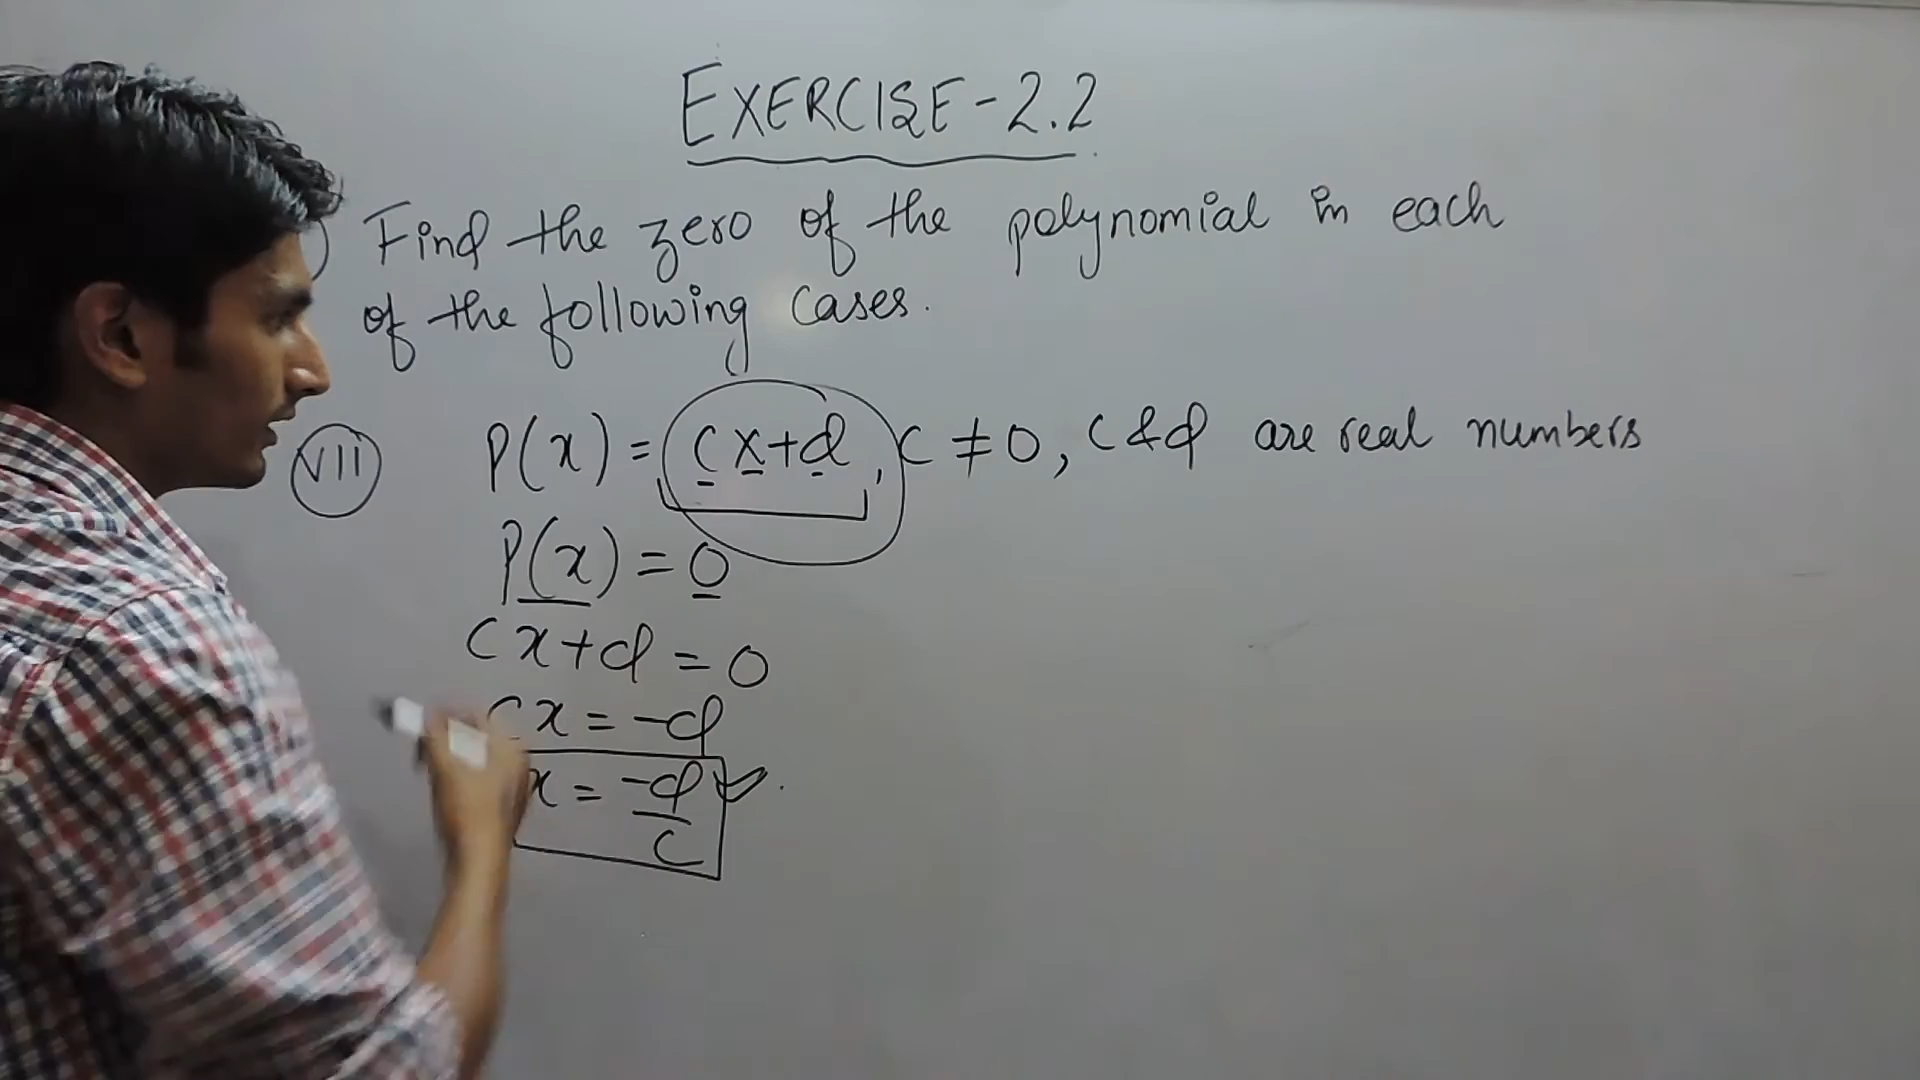 EXERCISE-2.2
) Find the zero of the polynomial in each
of the following cases.
VII P(x) = cx+d, c ≠ 0, c & d are real numbers
P(x) = 0
cx+d = 0
cx = -d
x = -d/c